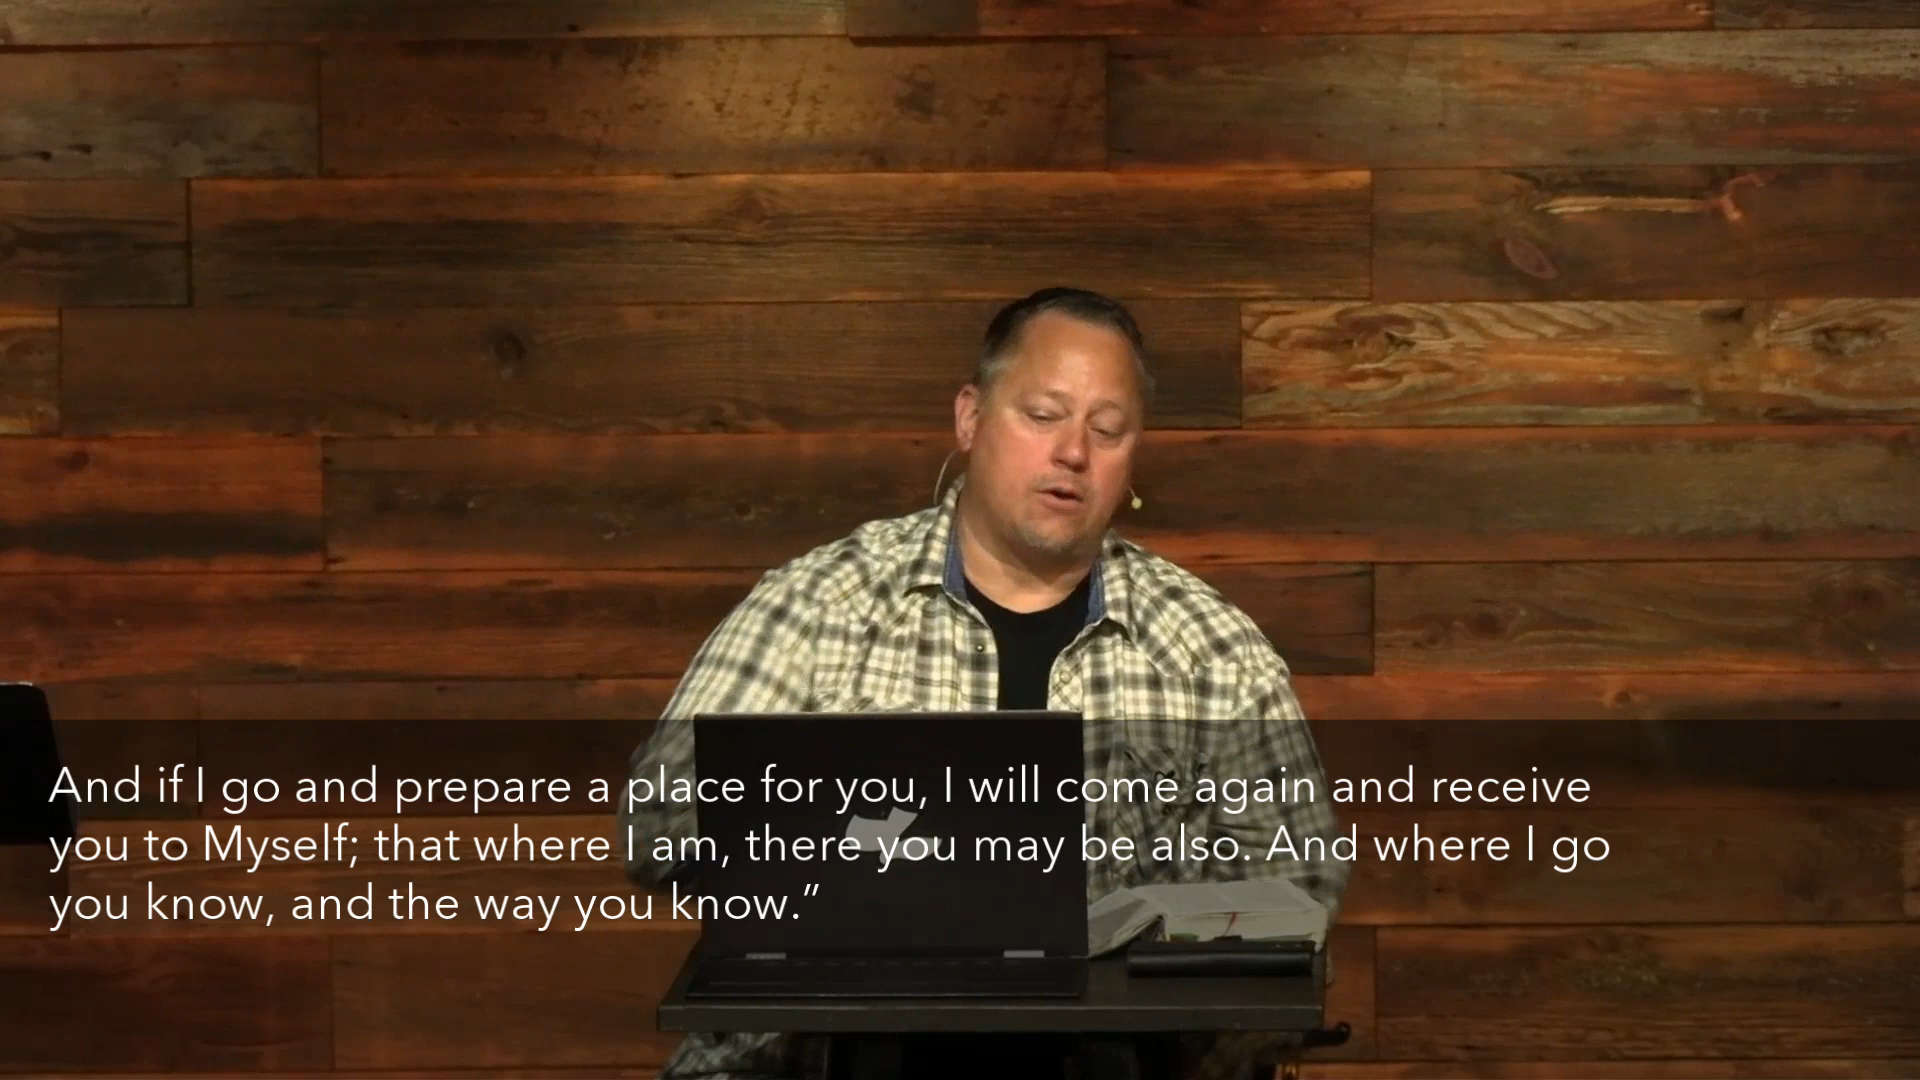 And if I go and prepare a place for you, I will come again and receive
you to Myself; that where I am, there you may be also. And where I go
you know, and the way you know.”